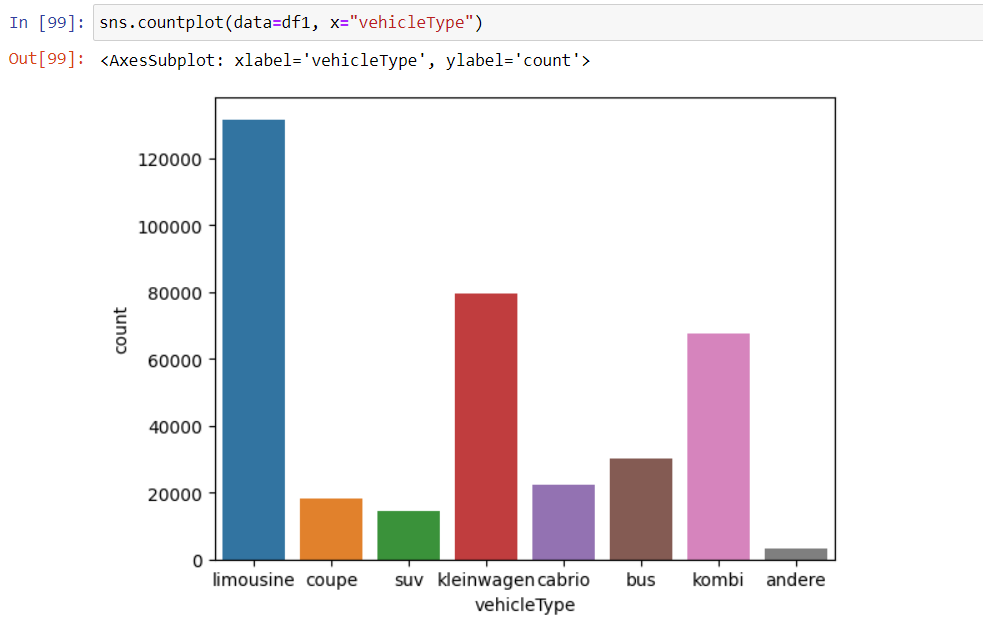 In [99]: sns.countplot(data=df1, x="vehicleType")
Out[99]: <AxesSubplot: xlabel='vehicleType', ylabel='count'>
120000
100000
80000
60000
40000
20000
0
count
limousine coupe suv kleinwagen cabrio bus kombi andere
vehicleType